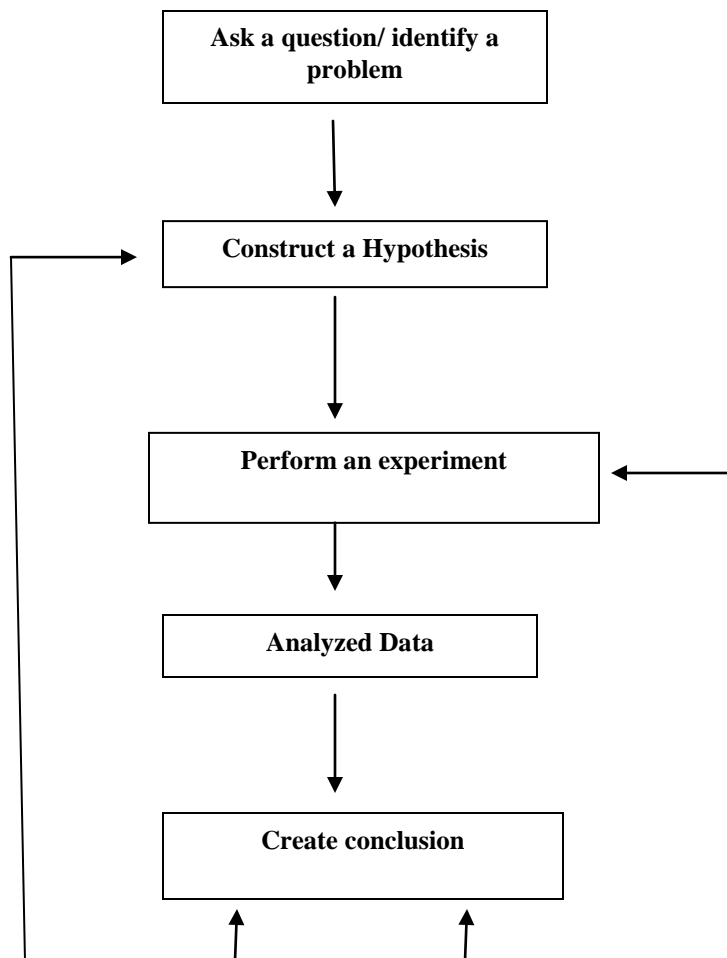 Ask a question/ identify a
problem
Construct a Hypothesis
Perform an experiment
Analyzed Data
Create conclusion